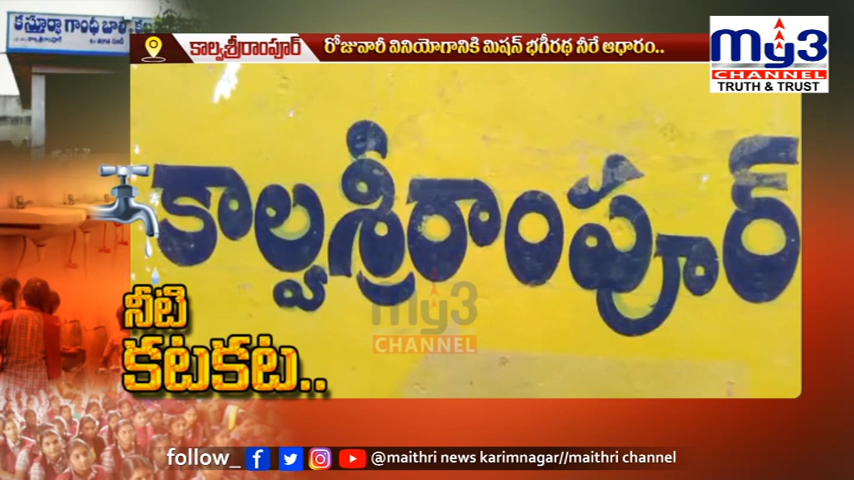 కస్తూర్బా గాంధీ బాలి
కాల్వశ్రీరాంపూర్
రోజువారీ వినియోగానికి మిషన్ భగీరథ నీరే ఆధారం..
my3
CHANNEL
TRUTH & TRUST
కాల్వశ్రీరాంపూర్
my3
CHANNEL
నీటి
కటకట..
follow_ @maithri news karimnagar//maithri channel